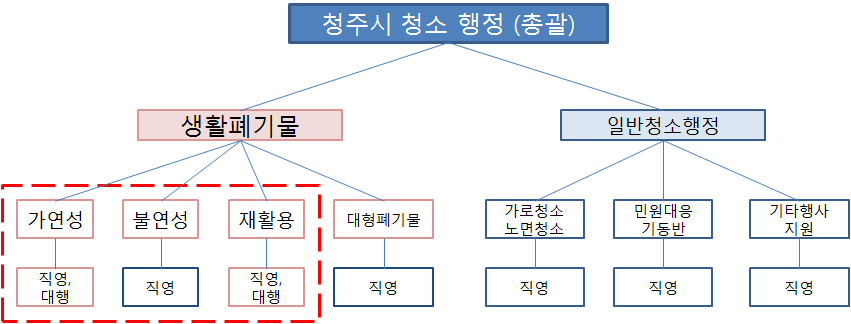 청주시 청소 행정 (총괄)
생활폐기물
일반청소행정
가연성
불연성
재활용
대형폐기물
가로청소
노면청소
민원대응
기동반
기타행사
지원
직영,
대행
직영
직영,
대행
직영
직영
직영
직영